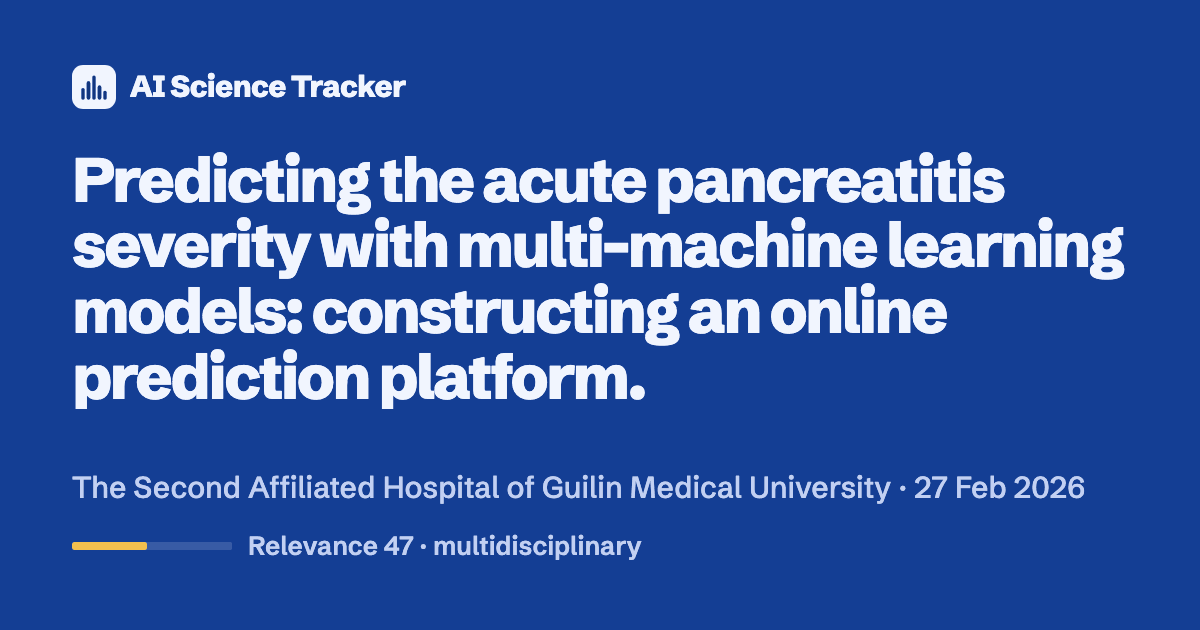 AI Science Tracker
Predicting the acute pancreatitis
severity with multi-machine learning
models: constructing an online
prediction platform.
The Second Affiliated Hospital of Guilin Medical University · 27 Feb 2026
Relevance 47 · multidisciplinary